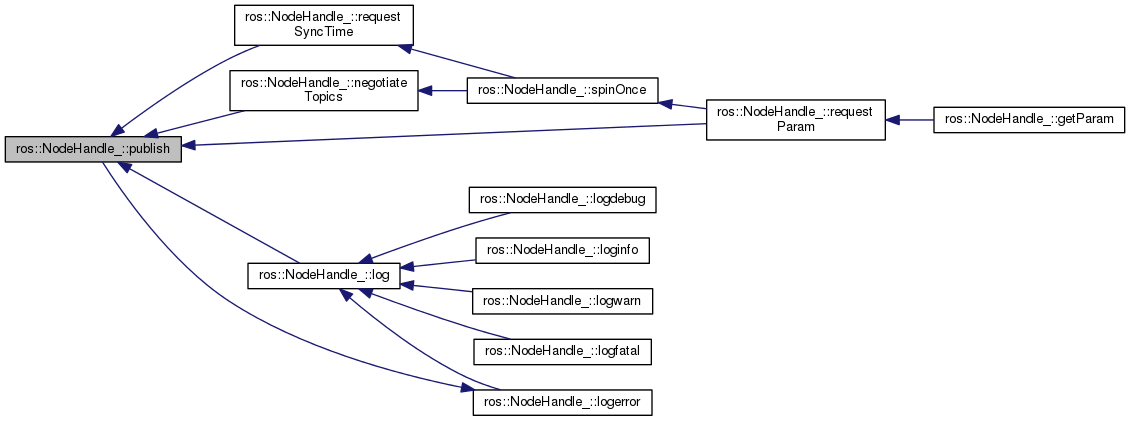 ros::NodeHandle_::request
SyncTime
ros::NodeHandle_::negotiate
Topics
ros::NodeHandle_::spinOnce
ros::NodeHandle_::request
Param
ros::NodeHandle_::getParam
ros::NodeHandle_::publish
ros::NodeHandle_::logdebug
ros::NodeHandle_::loginfo
ros::NodeHandle_::log
ros::NodeHandle_::logwarn
ros::NodeHandle_::logfatal
ros::NodeHandle_::logerror